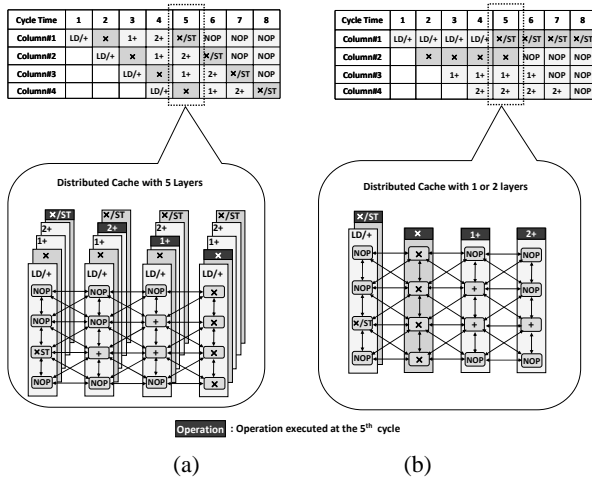 Cycle Time 1 2 3 4 5 6 7 8
Column#1 LD/+ × 1+ 2+ ×/ST NOP NOP NOP
Column#2 LD/+ × 1+ 2+ ×/ST NOP NOP
Column#3 LD/+ × 1+ 2+ ×/ST NOP
Column#4 LD/+ × 1+ 2+ ×/ST
Distributed Cache with 5 Layers
×/ST ×/ST ×/ST ×/ST
2+ 2+ 2+ 2+
1+ 1+ 1+ 1+
× × × ×
LD/+ LD/+ LD/+ LD/+
NOP NOP NOP ×
NOP NOP + ×
×/ST + + ×
NOP NOP NOP ×
(a)
Cycle Time 1 2 3 4 5 6 7 8
Column#1 LD/+ LD/+ LD/+ LD/+ ×/ST ×/ST ×/ST ×/ST
Column#2 × × × × NOP NOP NOP
Column#3 1+ 1+ 1+ 1+ NOP NOP
Column#4 2+ 2+ 2+ 2+ NOP
Distributed Cache with 1 or 2 layers
×/ST
LD/+ × 1+ 2+
NOP × NOP NOP
NOP × + +
×/ST × + +
NOP × NOP NOP
(b)
Operation : Operation executed at the 5th cycle